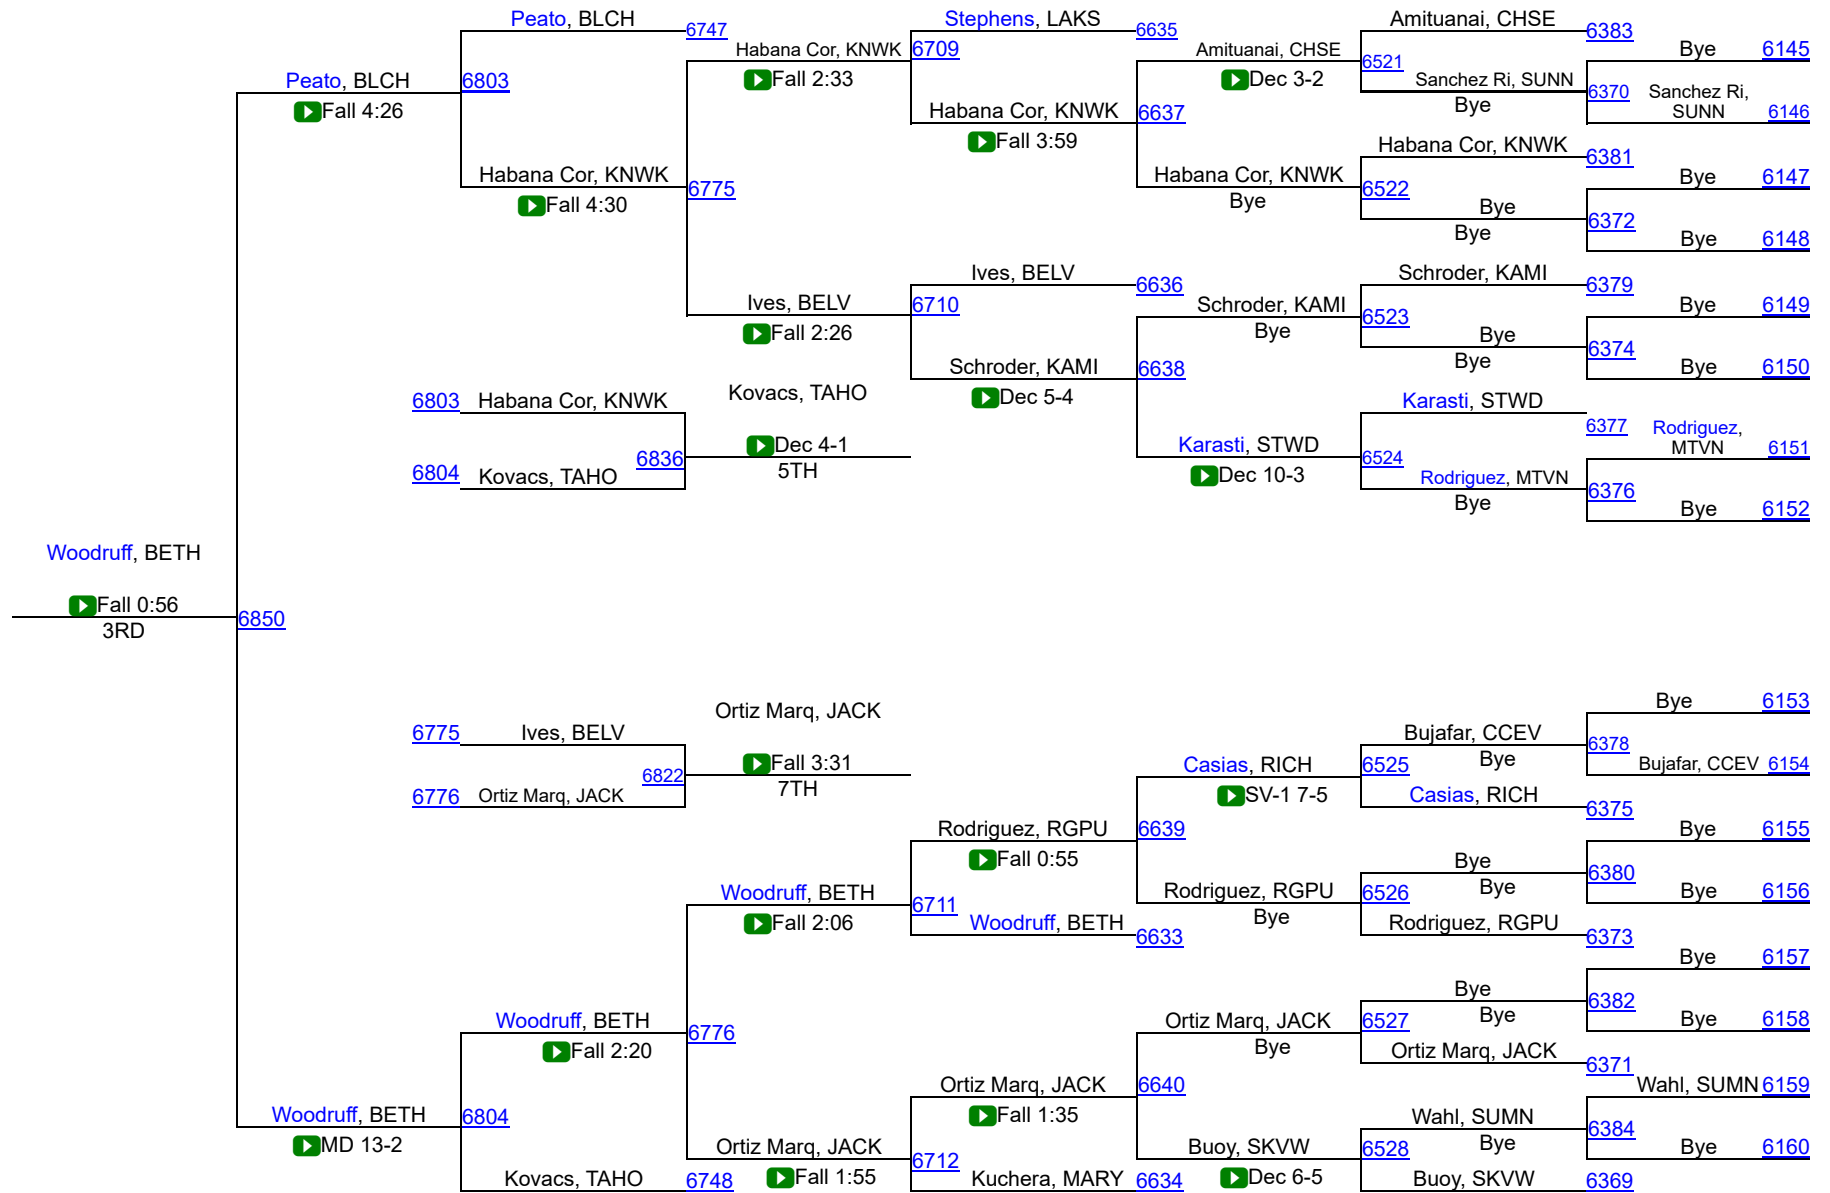 Peato, BLCH
6747
Stephens, LAKS
6635
Amituanai, CHSE
6383
Bye
6145
Habana Cor, KNWK
6709
Amituanai, CHSE
6521
Peato, BLCH
6803
Fall 2:33
Dec 3-2
Sanchez Ri, SUNN
6370
Sanchez Ri,
SUNN
6146
Fall 4:26
Habana Cor, KNWK
6637
Bye
Fall 3:59
Habana Cor, KNWK
6381
Habana Cor, KNWK
6775
Habana Cor, KNWK
6522
Bye
6147
Fall 4:30
Bye
Bye
6372
Bye
Bye
6148
Ives, BELV
6636
Schroder, KAMI
6379
Ives, BELV
6710
Schroder, KAMI
6523
Bye
6149
Fall 2:26
Bye
Bye
6374
Bye
Schroder, KAMI
6638
Bye
6150
Kovacs, TAHO
Dec 5-4
6803
Habana Cor, KNWK
Karasti, STWD
6377
Rodriguez,
MTVN
6151
Dec 4-1
Karasti, STWD
6524
6836
5TH
Dec 10-3
6804
Kovacs, TAHO
Rodriguez, MTVN
6376
Bye
Bye
6152
Woodruff, BETH
Fall 0:56
6850
3RD
Bye
6153
Ortiz Marq, JACK
6775
Ives, BELV
Bujafar, CCEV
6378
Fall 3:31
Casias, RICH
6525
Bye
Bujafar, CCEV
6154
6822
7TH
6776
Ortiz Marq, JACK
SV-1 7-5
Casias, RICH
6375
Rodriguez, RGPU
6639
Bye
6155
Fall 0:55
Bye
6380
Woodruff, BETH
6711
Rodriguez, RGPU
6526
Bye
Bye
6156
Fall 2:06
Woodruff, BETH
6633
Bye
Rodriguez, RGPU
6373
Bye
6157
Bye
6382
Woodruff, BETH
6776
Ortiz Marq, JACK
6527
Bye
Bye
6158
Fall 2:20
Bye
Ortiz Marq, JACK
6371
Ortiz Marq, JACK
6640
Wahl, SUMN
6159
Woodruff, BETH
6804
Fall 1:35
Wahl, SUMN
6384
MD 13-2
Ortiz Marq, JACK
6712
Buoy, SKVW
6528
Bye
Bye
6160
Kovacs, TAHO
6748
Fall 1:55
Kuchera, MARY
6634
Dec 6-5
Buoy, SKVW
6369